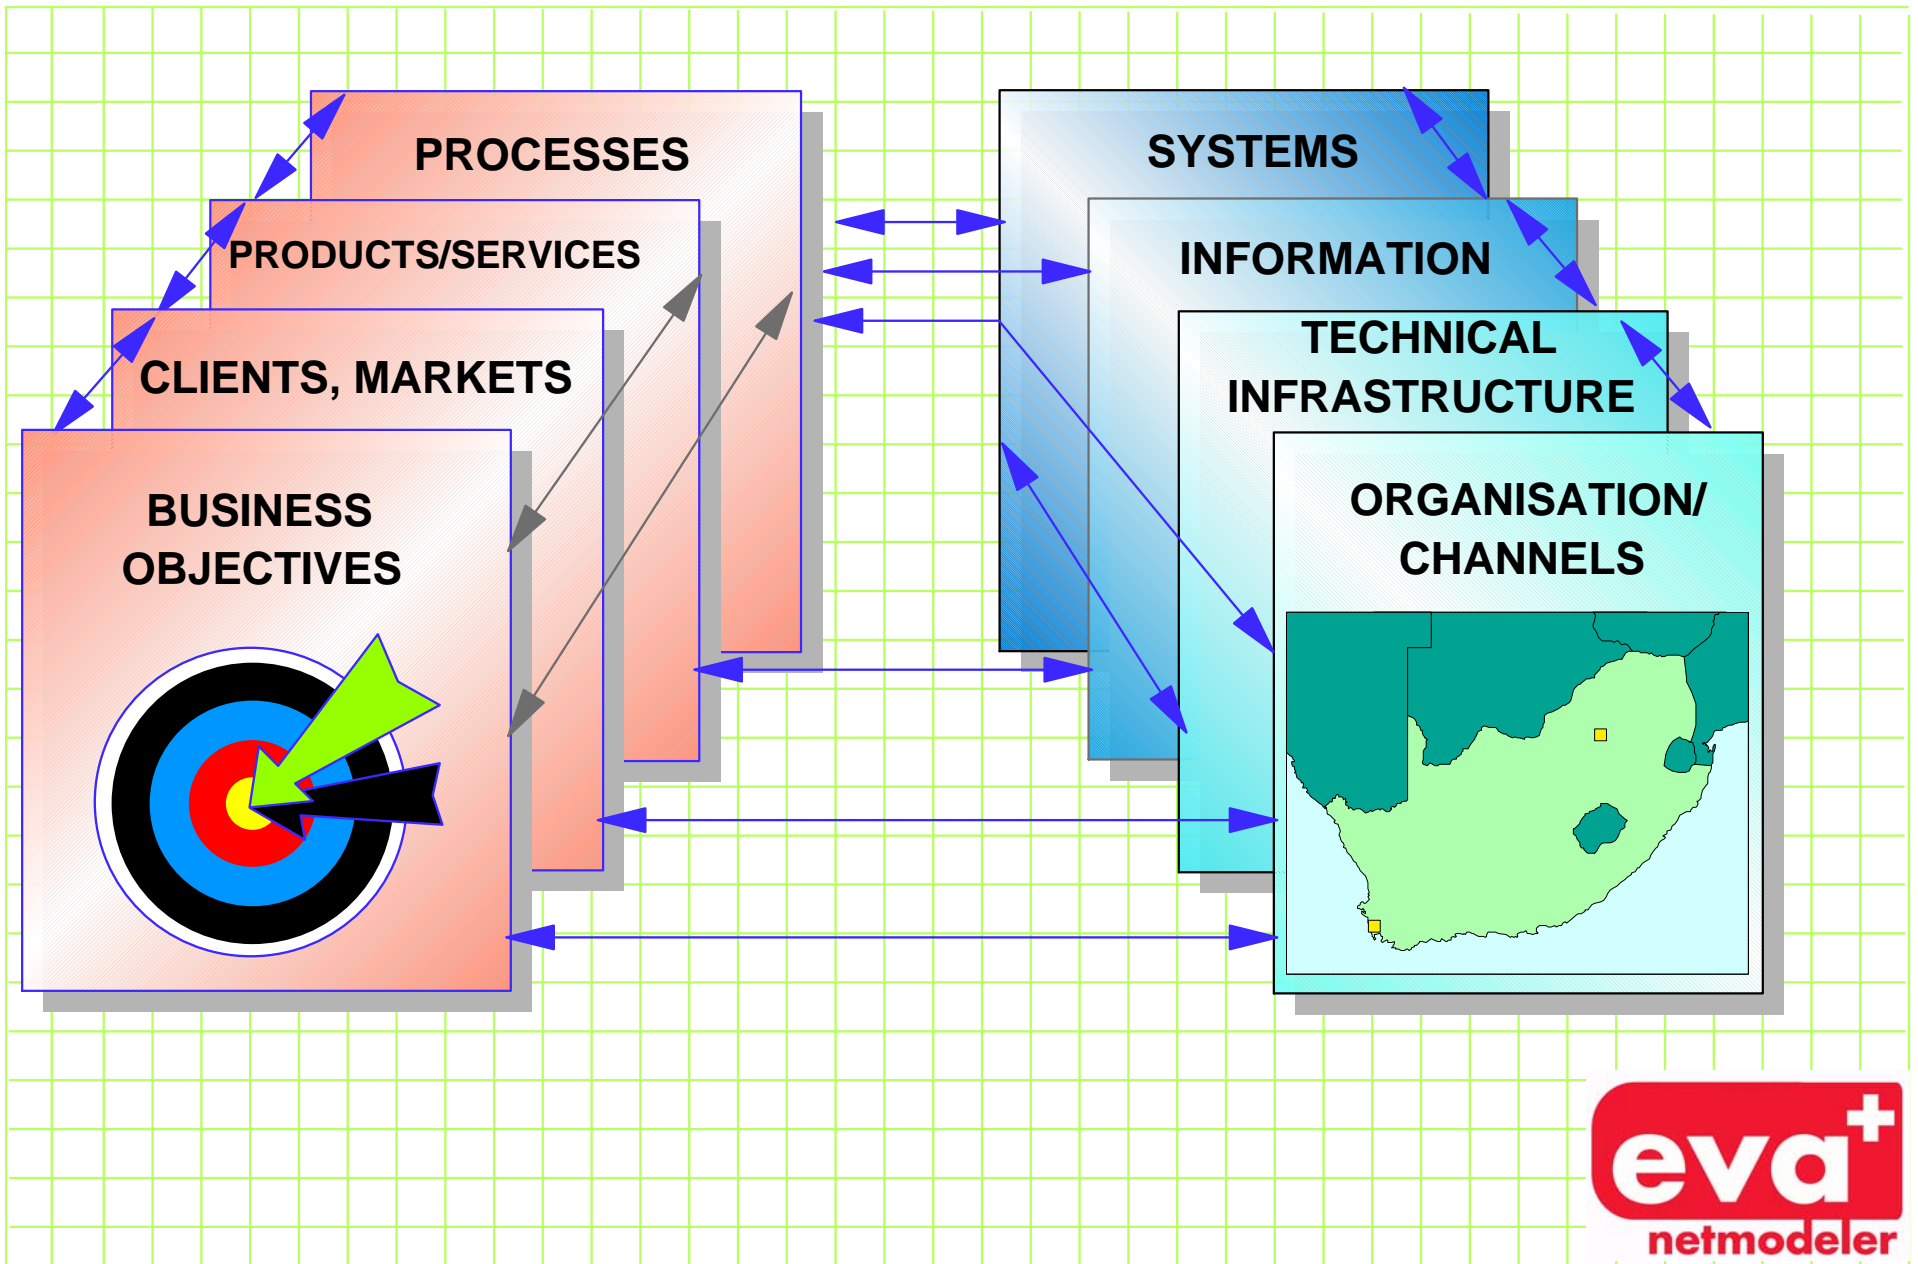 PROCESSES
PRODUCTS/SERVICES
CLIENTS, MARKETS
BUSINESS
OBJECTIVES
SYSTEMS
INFORMATION
TECHNICAL
INFRASTRUCTURE
ORGANISATION/
CHANNELS
eva+
netmodeler